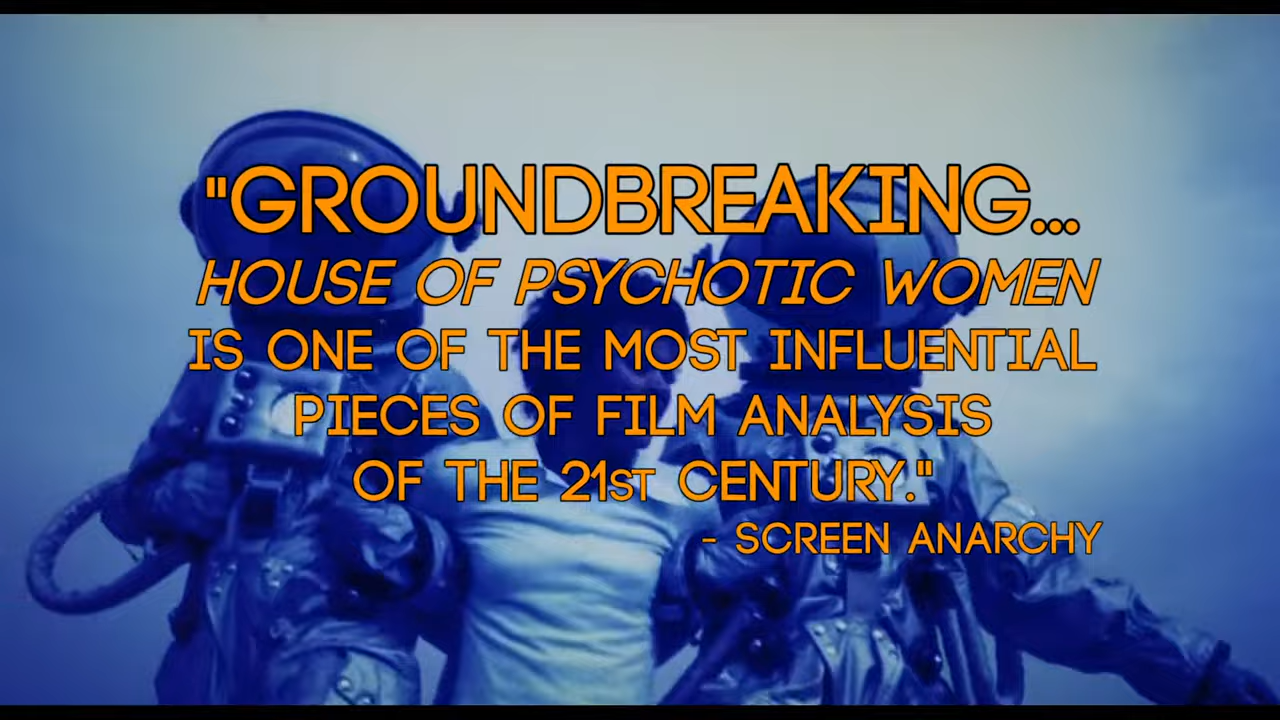 "GROUNDBREAKING...
HOUSE OF PSYCHOTIC WOMEN
IS ONE OF THE MOST INFLUENTIAL
PIECES OF FILM ANALYSIS
OF THE 21ST CENTURY."
- SCREEN ANARCHY